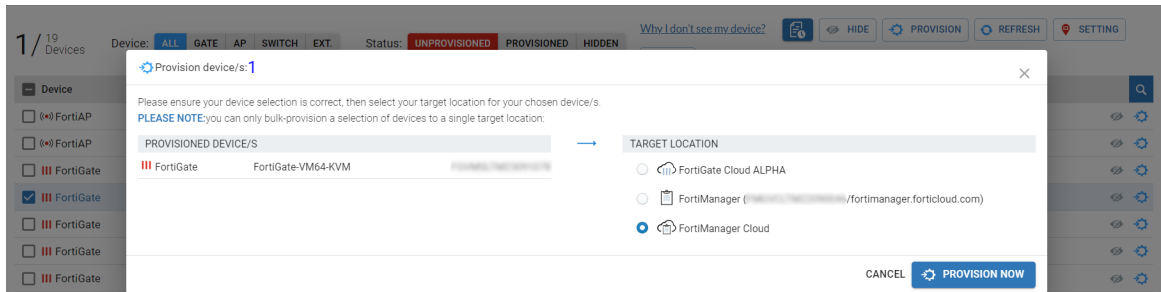 1/ 19 Devices
Device: ALL GATE AP SWITCH EXT. Status: UNPROVISIONED PROVISIONED HIDDEN
Why I don't see my device?
HIDE PROVISION REFRESH SETTING
Provision device/s:1
Please ensure your device selection is correct, then select your target location for your chosen device/s.
PLEASE NOTE:you can only bulk-provision a selection of devices to a single target location:
PROVISIONED DEVICE/S
FortiGate FortiGate-VM64-KVM
TARGET LOCATION
FortiGate Cloud ALPHA
FortiManager ( /fortimanager.forticloud.com)
FortiManager Cloud
CANCEL PROVISION NOW
Device
FortiAP
FortiAP
FortiGate
FortiGate
FortiGate
FortiGate
FortiGate